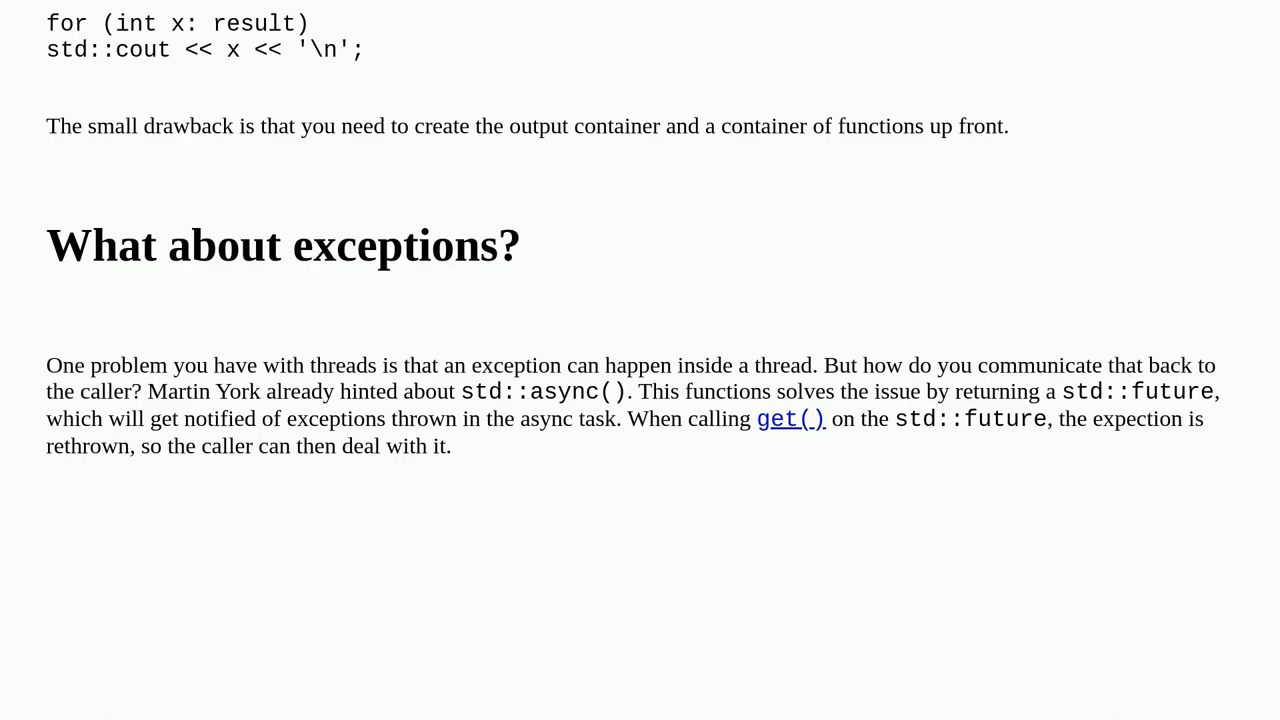 for (int x: result)
std::cout << x << '\n';
The small drawback is that you need to create the output container and a container of functions up front.
What about exceptions?
One problem you have with threads is that an exception can happen inside a thread. But how do you communicate that back to
the caller? Martin York already hinted about std::async(). This functions solves the issue by returning a std::future,
which will get notified of exceptions thrown in the async task. When calling get() on the std::future, the expection is
rethrown, so the caller can then deal with it.